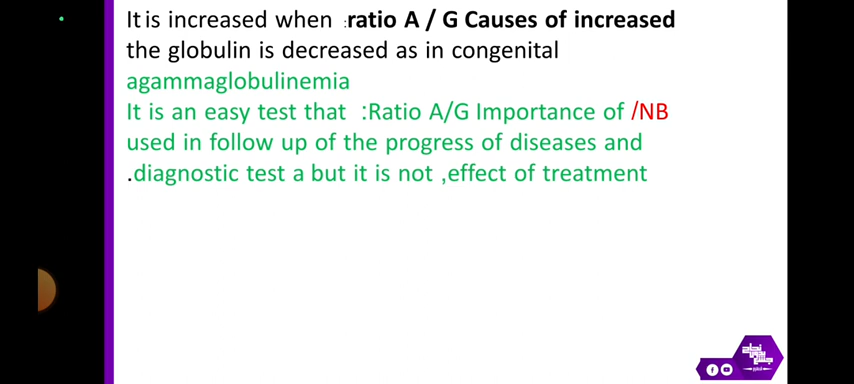 It is increased when :ratio A / G Causes of increased
the globulin is decreased as in congenital
agammaglobulinemia
It is an easy test that :Ratio A/G Importance of /NB
used in follow up of the progress of diseases and
.diagnostic test a but it is not ,effect of treatment